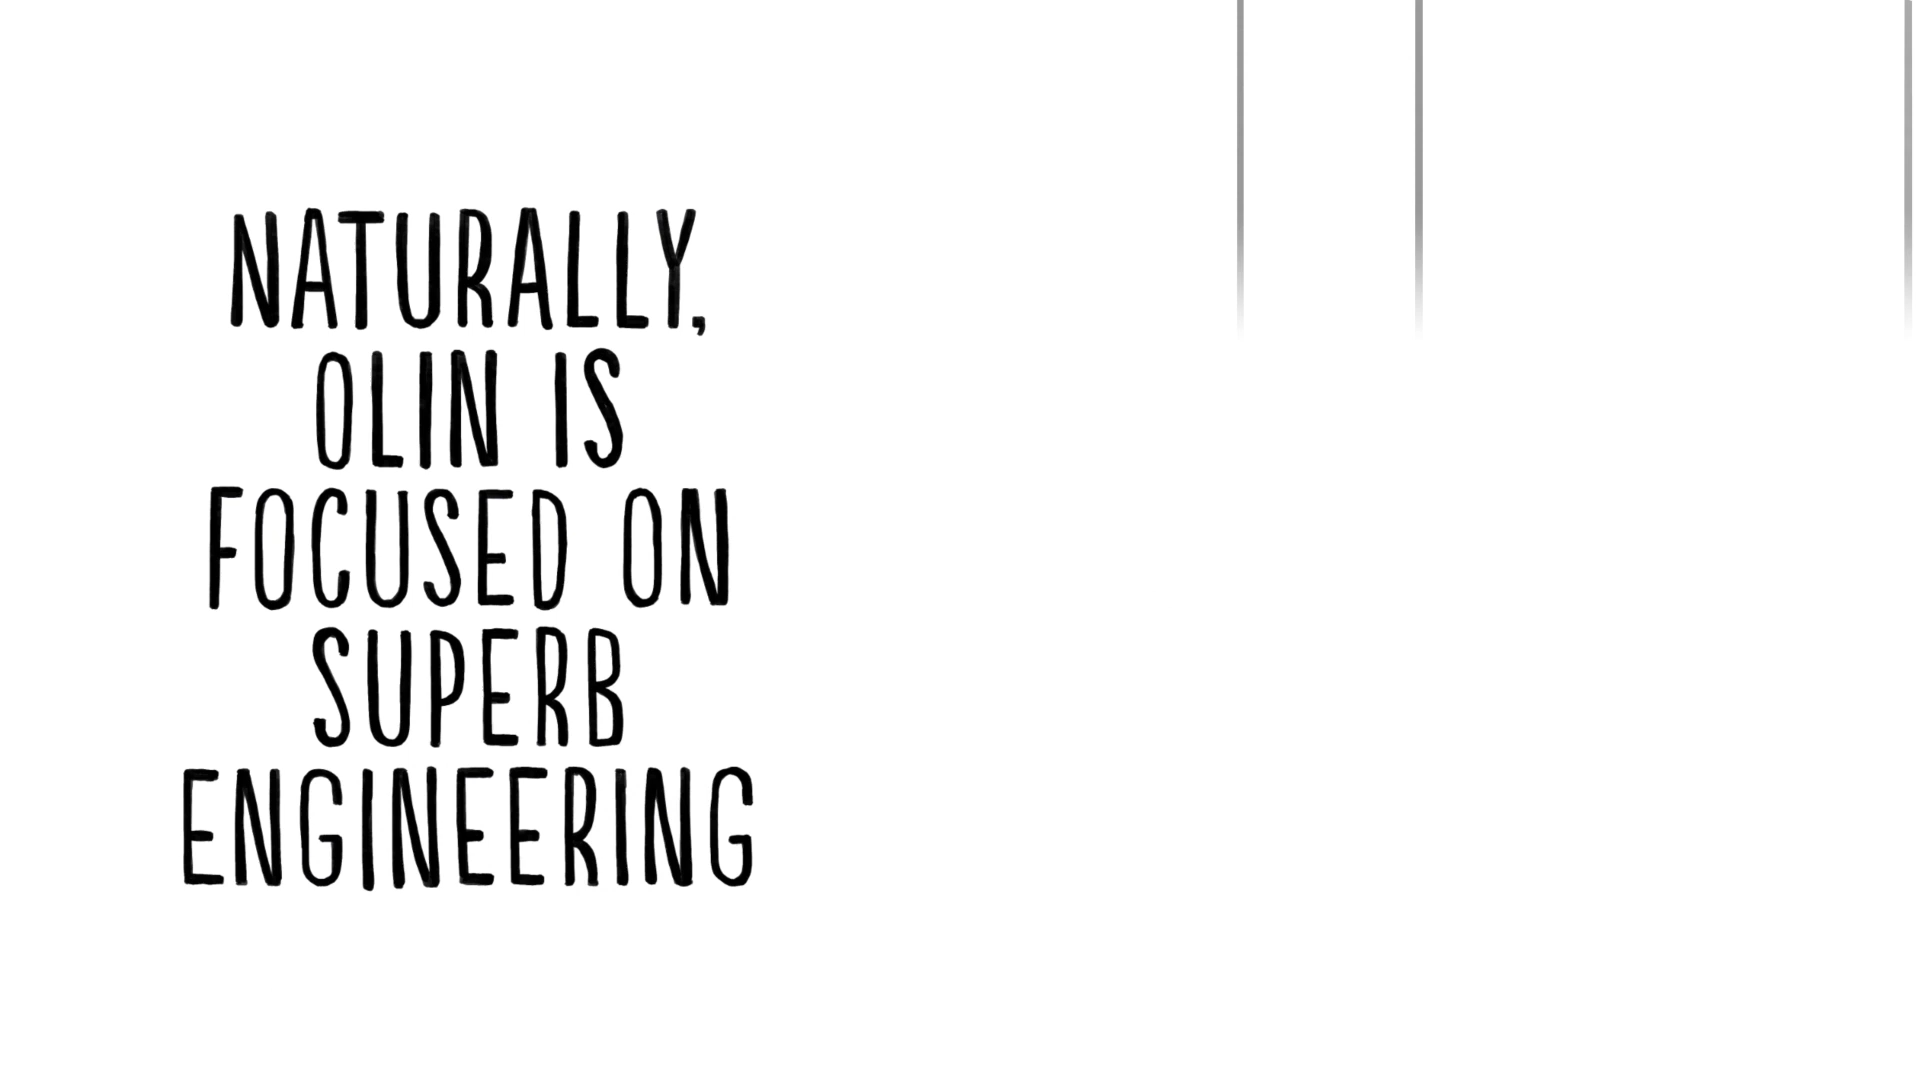 NATURALLY,
OLIN IS
FOCUSED ON
SUPERB
ENGINEERING